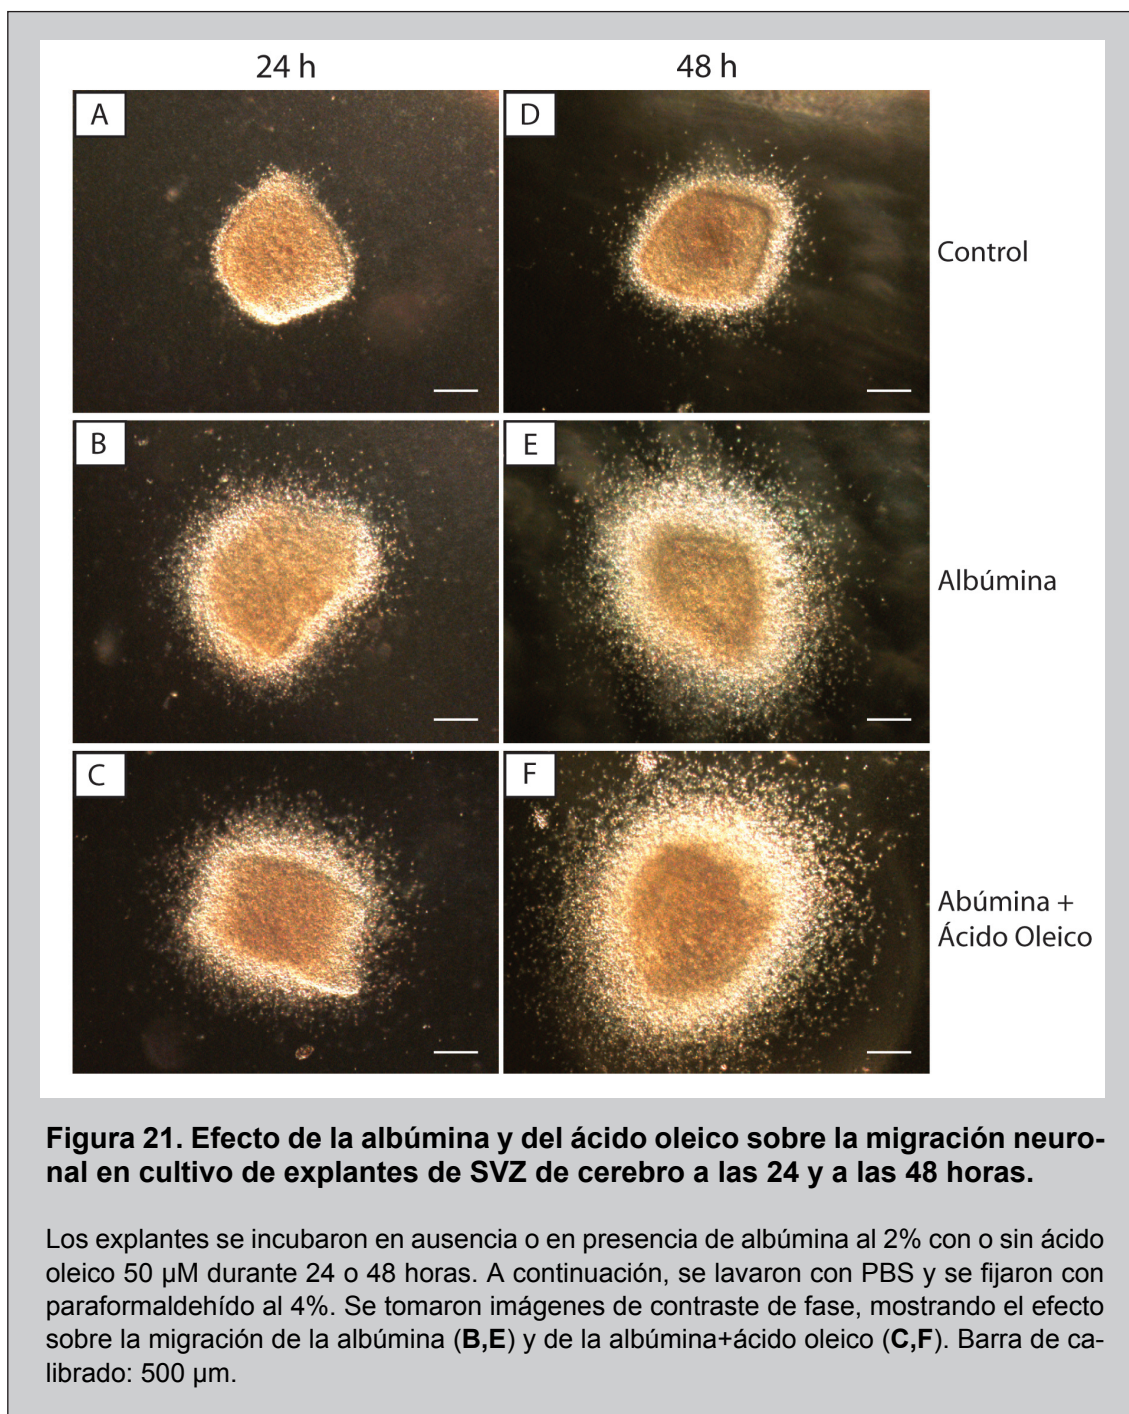 24 h
48 h
A
D
Control
B
E
Albúmina
C
F
Abúmina +
Ácido Oleico
Figura 21. Efecto de la albúmina y del ácido oleico sobre la migración neuro-
nal en cultivo de explantes de SVZ de cerebro a las 24 y a las 48 horas.
Los explantes se incubaron en ausencia o en presencia de albúmina al 2% con o sin ácido
oleico 50 µM durante 24 o 48 horas. A continuación, se lavaron con PBS y se fijaron con
paraformaldehído al 4%. Se tomaron imágenes de contraste de fase, mostrando el efecto
sobre la migración de la albúmina (B,E) y de la albúmina+ácido oleico (C,F). Barra de ca-
librado: 500 µm.